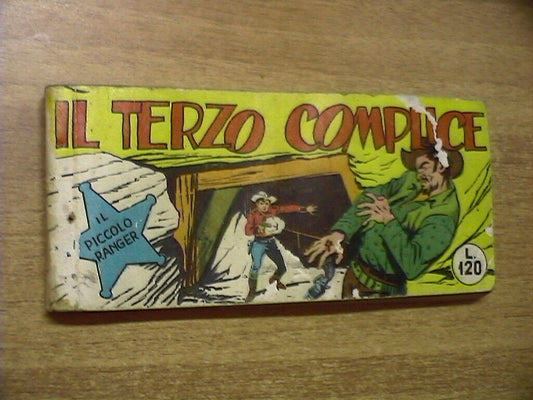 IL TERZO COMPLICE
IL
PICCOLO
RANGER
L.
120